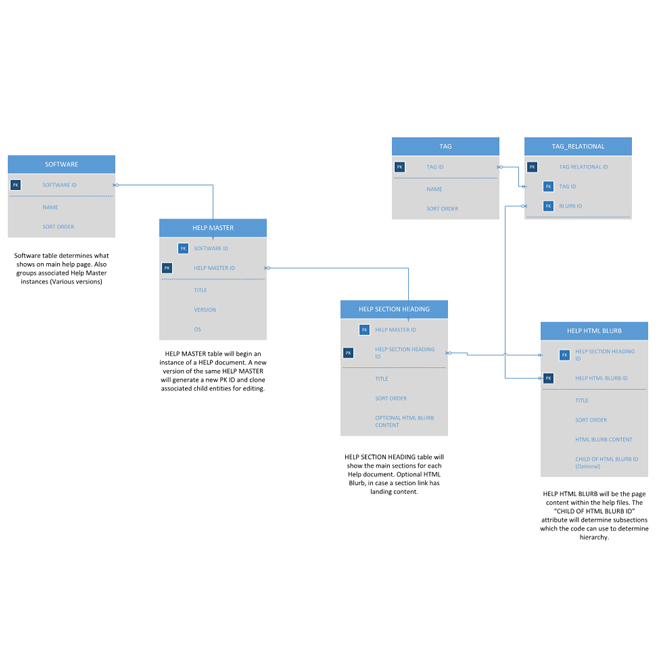 SOFTWARE
PK
SOFTWARE ID
NAME
SORT ORDER
Software table determines what
shows on main help page. Also
groups associated Help Master
instances (Various versions)
HELP MASTER
PK
SOFTWARE ID
PK
HELP MASTER ID
TITLE
VERSION
OS
HELP MASTER table will begin an
instance of a HELP document. A new
version of the same HELP MASTER
will generate a new PK ID and clone
associated child entities for editing.
TAG
PK
TAG ID
NAME
SORT ORDER
TAG_RELATIONAL
PK
TAG RELATIONAL ID
PK
TAG ID
PK
BLURB ID
HELP SECTION HEADING
PK
HELP MASTER ID
PK
HELP SECTION HEADING
ID
TITLE
SORT ORDER
OPTIONAL HTML BLURB
CONTENT
HELP SECTION HEADING table will
show the main sections for each
Help document. Optional HTML
Blurb, in case a section link has
landing content.
HELP HTML BLURB
PK
HELP SECTION HEADING
ID
PK
HELP HTML BLURB ID
TITLE
SORT ORDER
HTML BLURB CONTENT
CHILD OF HTML BLURB ID
(Optional)
HELP HTML BLURB will be the page
content within the help files. The
“CHILD OF HTML BLURB ID”
attribute will determine subsections
which the code can use to determine
hierarchy.